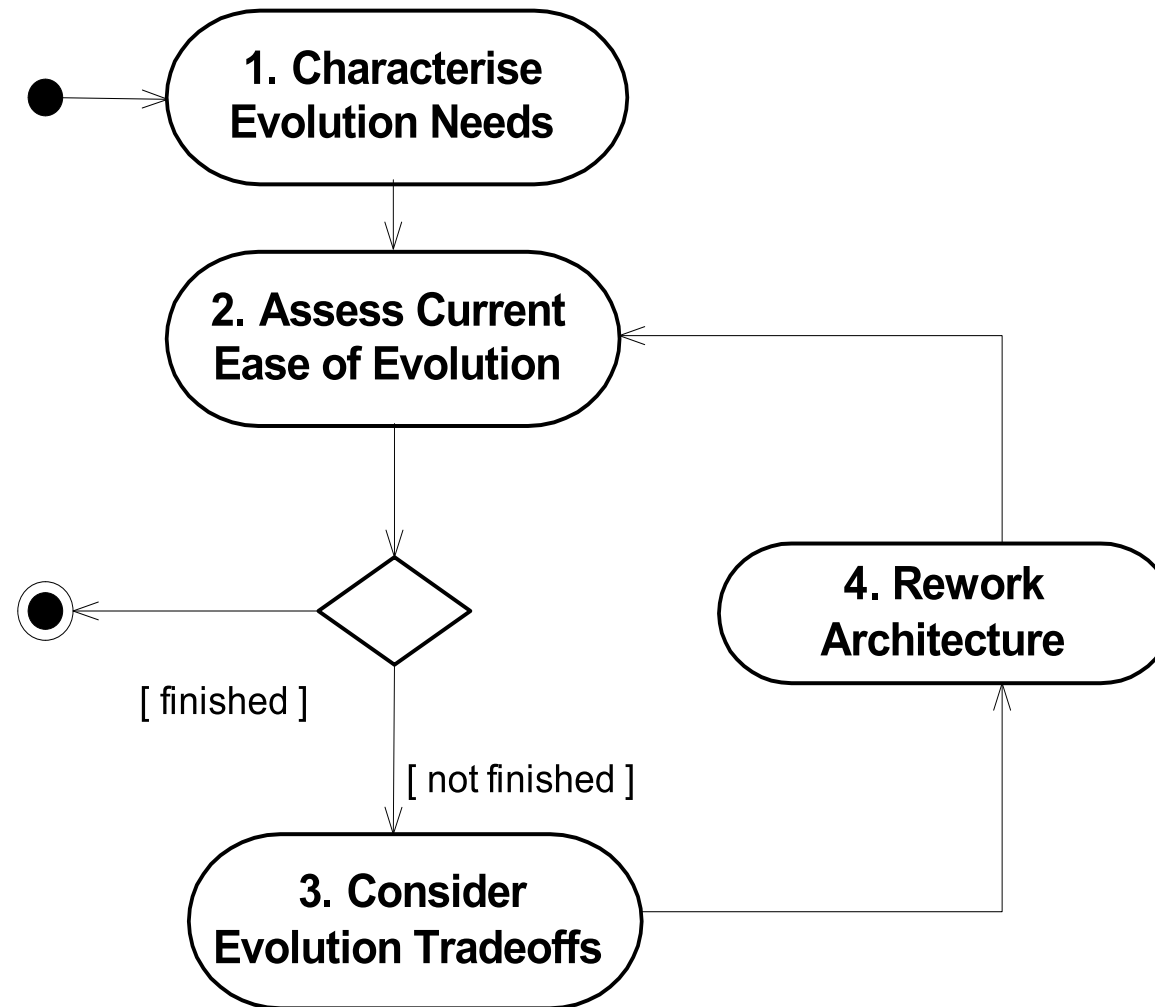 1. Characterise
Evolution Needs
2. Assess Current
Ease of Evolution
4. Rework
Architecture
[ finished ]
[ not finished ]
3. Consider
Evolution Tradeoffs